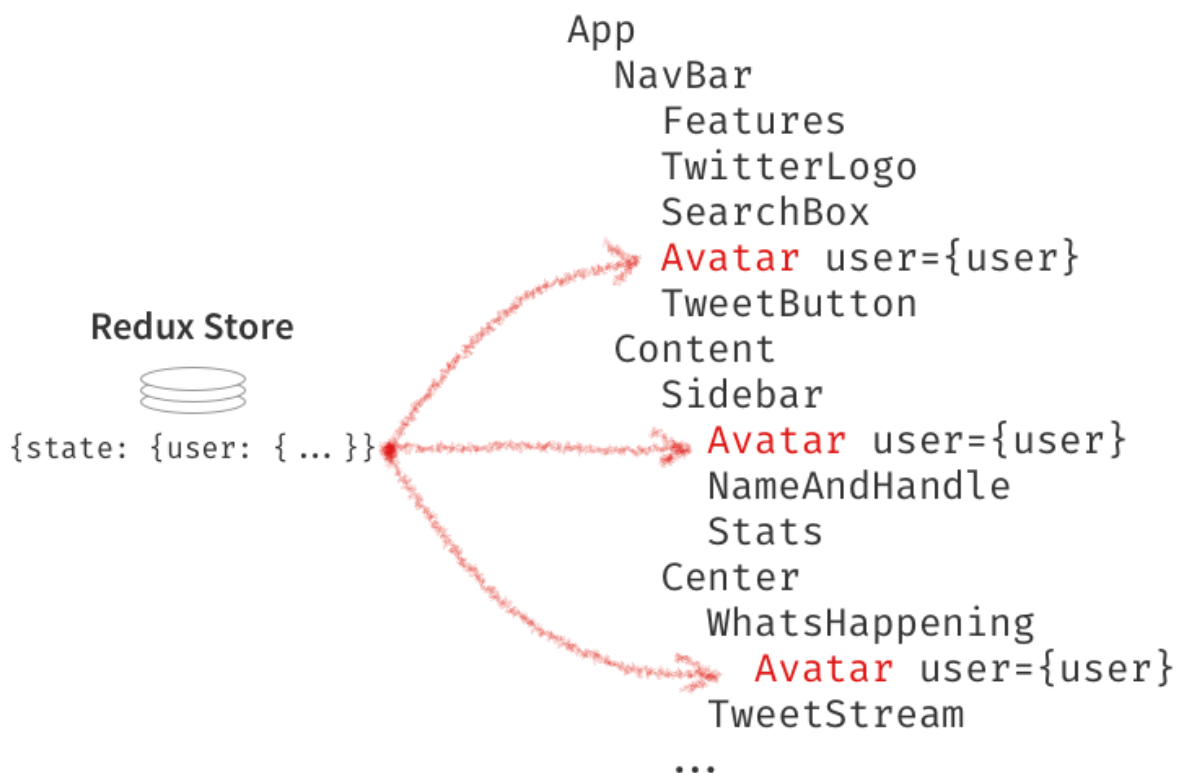 App
NavBar
Features
TwitterLogo
SearchBox
Avatar user={user}
TweetButton
Content
Sidebar
Avatar user={user}
NameAndHandle
Stats
Center
WhatsHappening
Avatar user={user}
TweetStream
...
Redux Store
{state: {user: {...}}